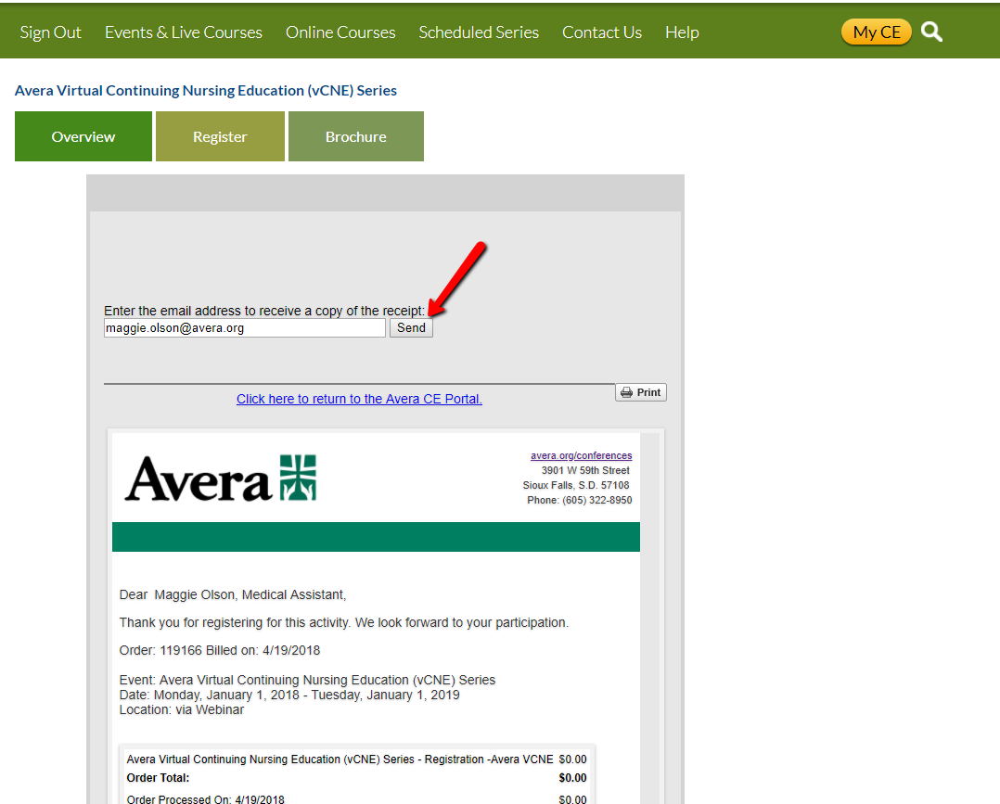 Sign Out Events & Live Courses Online Courses Scheduled Series Contact Us Help My CE
Avera Virtual Continuing Nursing Education (vCNE) Series
Overview Register Brochure
Enter the email address to receive a copy of the receipt:
maggie.olson@avera.org Send
Print
Click here to return to the Avera CE Portal.
Avera
avera.org/conferences
3901 W 59th Street
Sioux Falls, S.D. 57108
Phone: (605) 322-8950
Dear Maggie Olson, Medical Assistant,
Thank you for registering for this activity. We look forward to your participation.
Order: 119166 Billed on: 4/19/2018
Event: Avera Virtual Continuing Nursing Education (vCNE) Series
Date: Monday, January 1, 2018 - Tuesday, January 1, 2019
Location: via Webinar
Avera Virtual Continuing Nursing Education (vCNE) Series - Registration -Avera VCNE $0.00
Order Total: $0.00
Order Processed On: 4/19/2018 $0.00